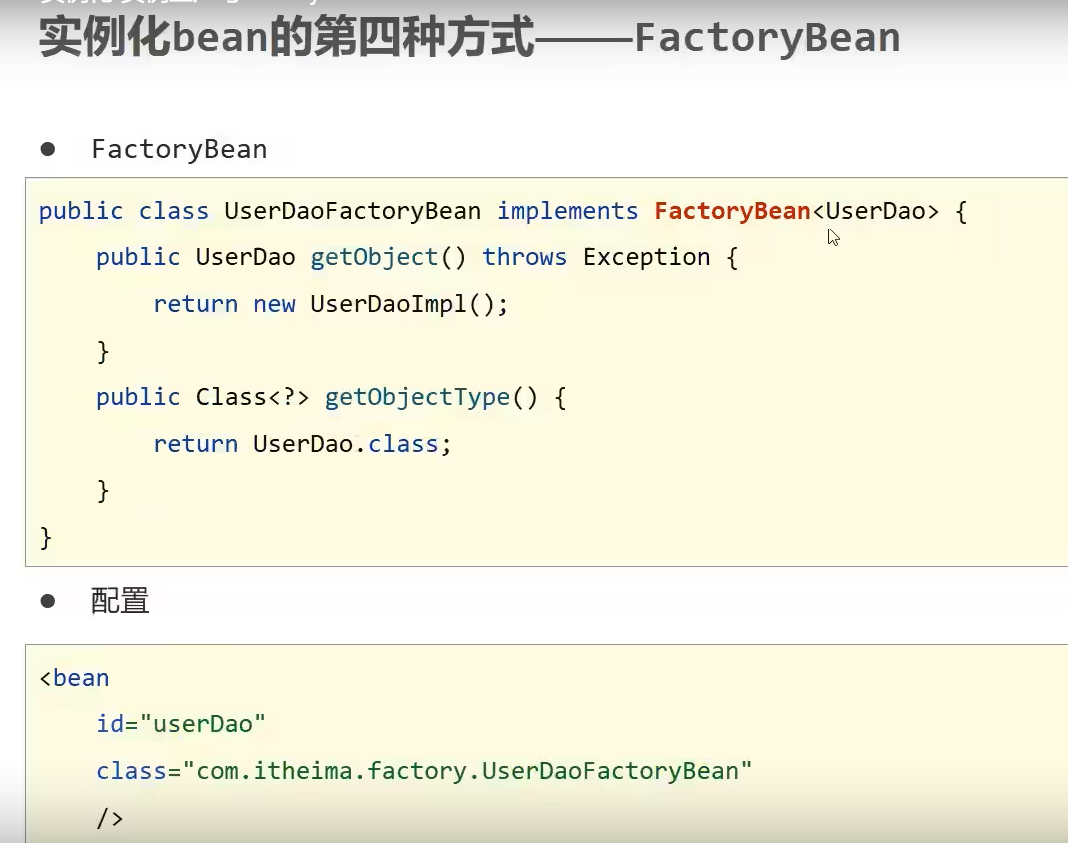 实例化bean的第四种方式——FactoryBean
● FactoryBean
public class UserDaoFactoryBean implements FactoryBean<UserDao> {
    public UserDao getObject() throws Exception {
        return new UserDaoImpl();
    }
    public Class<?> getObjectType() {
        return UserDao.class;
    }
}
● 配置
<bean
    id="userDao"
    class="com.itheima.factory.UserDaoFactoryBean"
    />